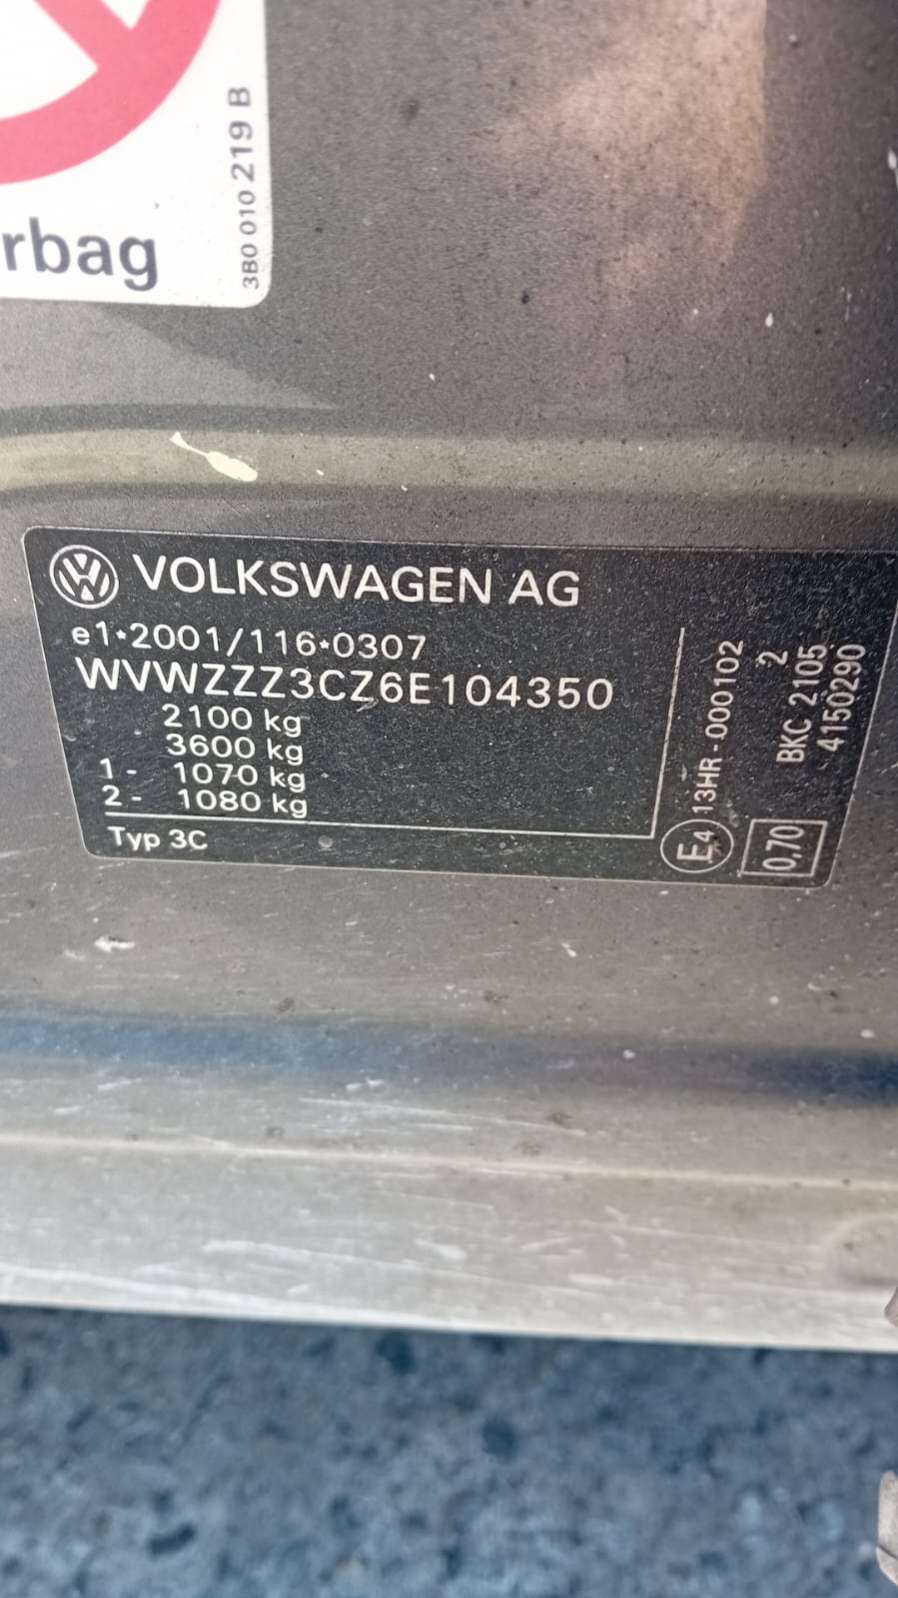 rbag
3B0 010 219 B
VOLKSWAGEN AG
e1*2001/116*0307
WVWZZZ3CZ6E104350
2100 kg
3600 kg
1 - 1070 kg
2 - 1080 kg
Typ 3C
E4 13HR-000102
2
BKC 2105
4150290
0,70